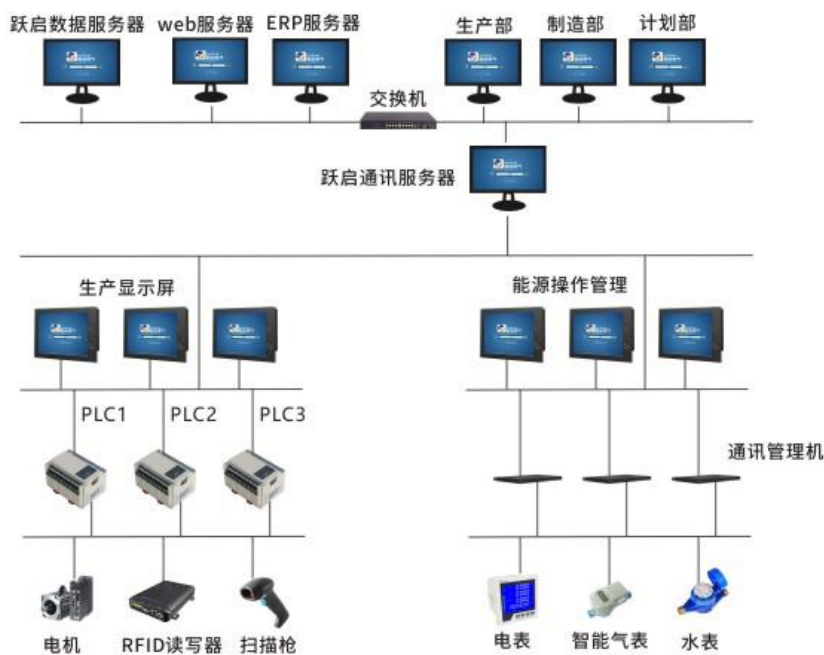 跃启数据服务器
web服务器
ERP服务器
生产部
制造部
计划部
交换机
跃启通讯服务器
生产显示屏
能源操作管理
PLC1
PLC2
PLC3
通讯管理机
电机
RFID读写器
扫描枪
电表
智能气表
水表